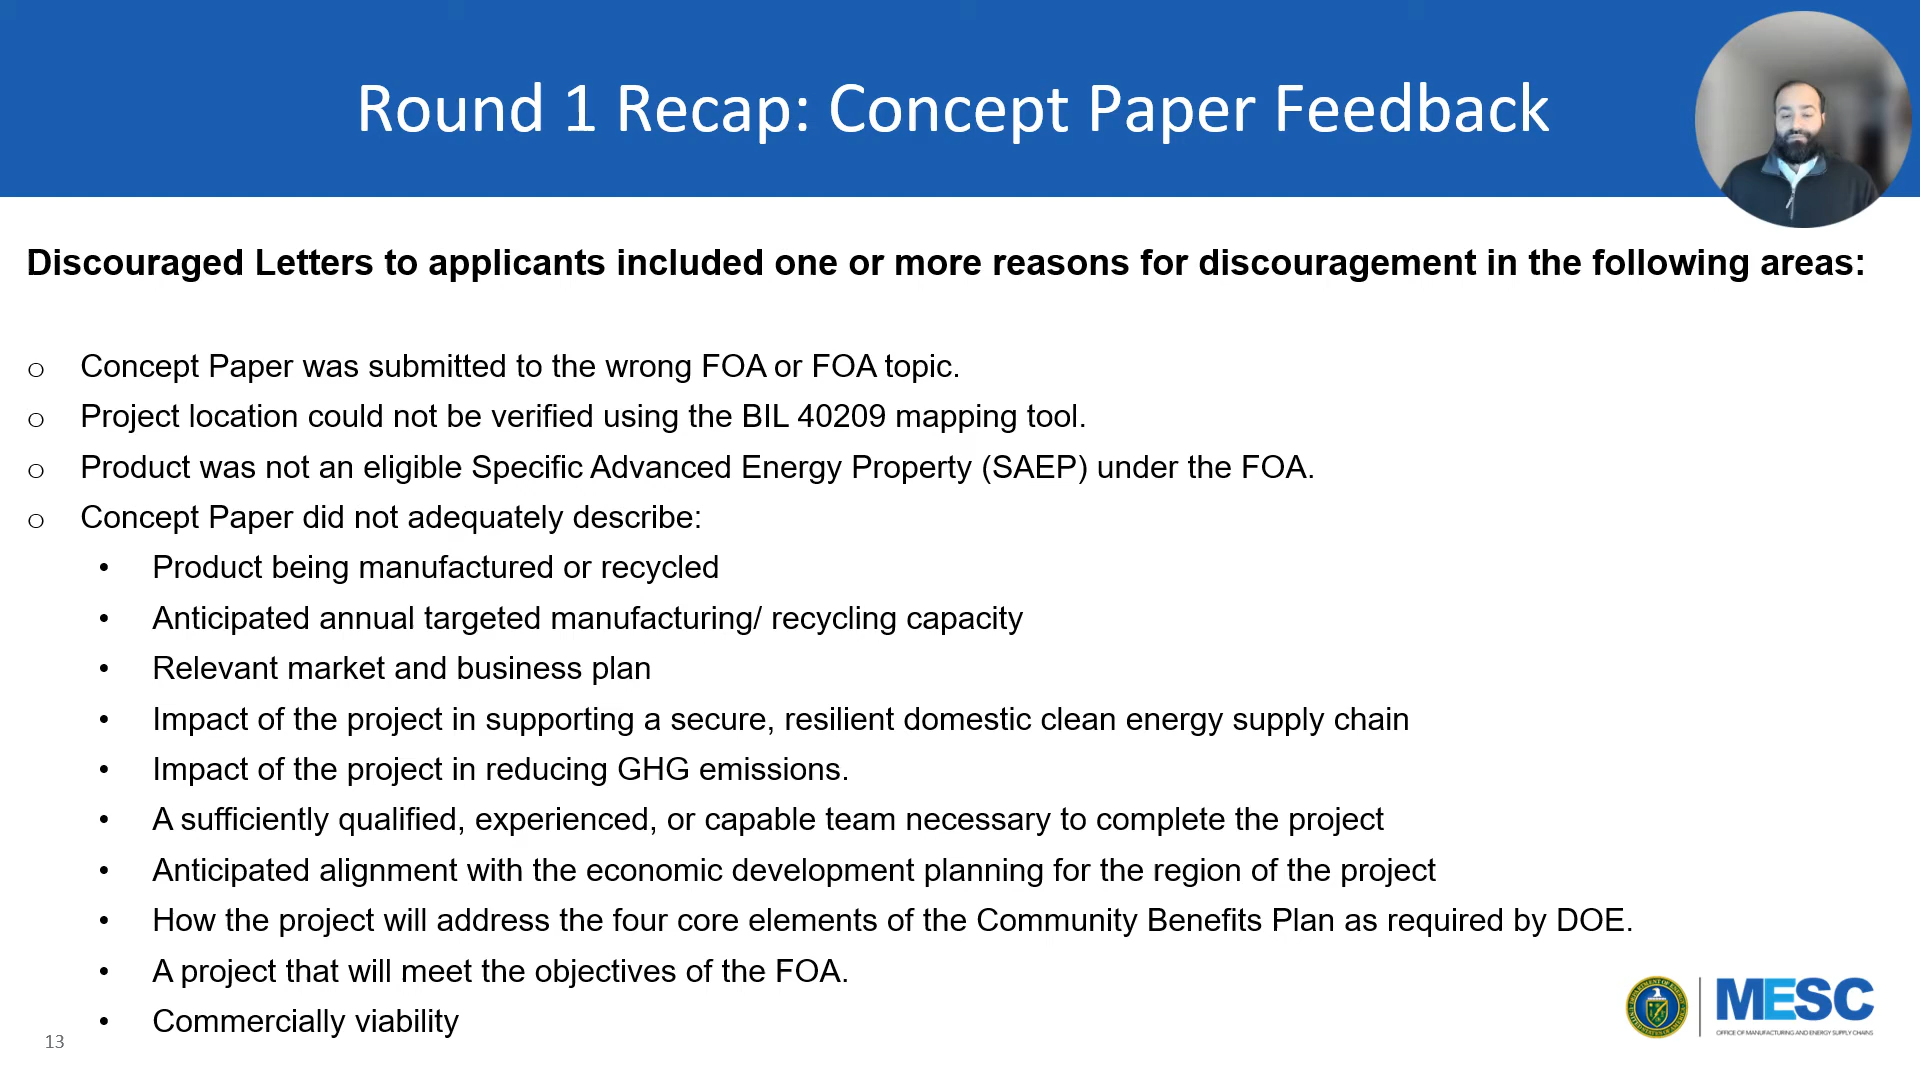 Round 1 Recap: Concept Paper Feedback
Discouraged Letters to applicants included one or more reasons for discouragement in the following areas:
o Concept Paper was submitted to the wrong FOA or FOA topic.
o Project location could not be verified using the BIL 40209 mapping tool.
o Product was not an eligible Specific Advanced Energy Property (SAEP) under the FOA.
o Concept Paper did not adequately describe:
• Product being manufactured or recycled
• Anticipated annual targeted manufacturing/ recycling capacity
• Relevant market and business plan
• Impact of the project in supporting a secure, resilient domestic clean energy supply chain
• Impact of the project in reducing GHG emissions.
• A sufficiently qualified, experienced, or capable team necessary to complete the project
• Anticipated alignment with the economic development planning for the region of the project
• How the project will address the four core elements of the Community Benefits Plan as required by DOE.
• A project that will meet the objectives of the FOA.
• Commercially viability
MESC
OFFICE OF MANUFACTURING AND ENERGY SUPPLY CHAINS
13